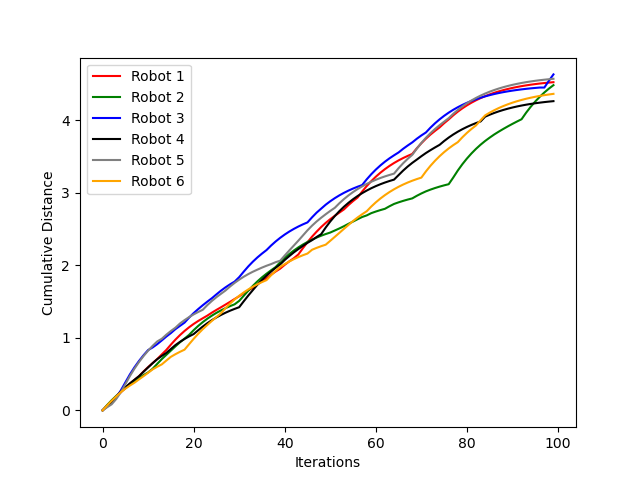 Robot 1
Robot 2
Robot 3
Robot 4
Robot 5
Robot 6
Cumulative Distance
4
3
2
1
0
0 20 40 60 80 100
Iterations